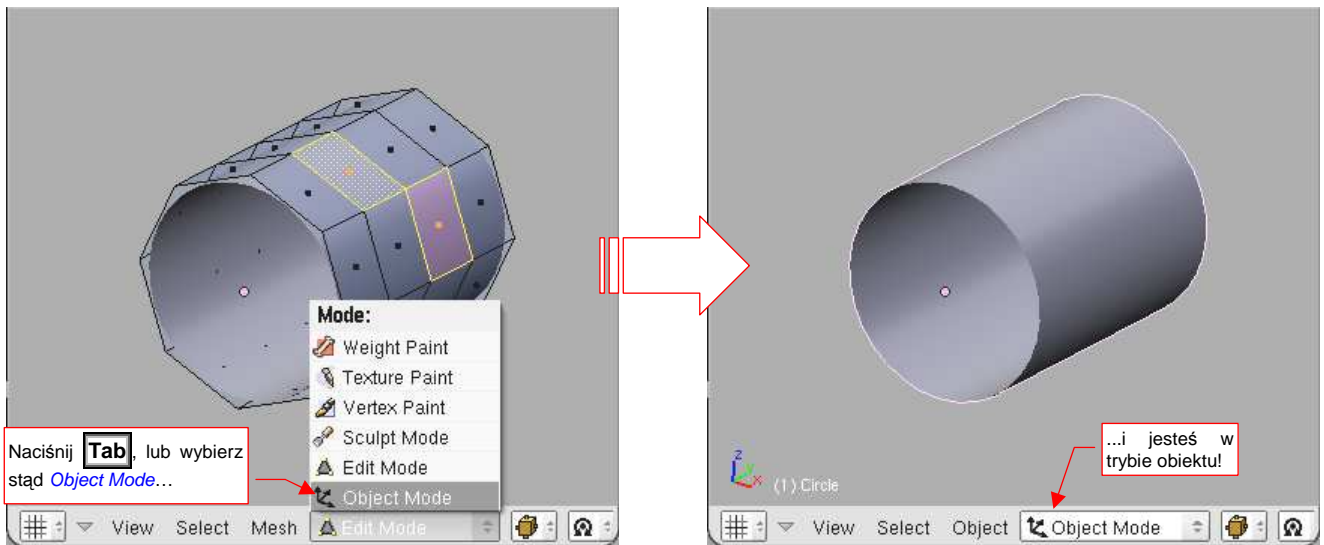 Mode:
Weight Paint
Texture Paint
Vertex Paint
Sculpt Mode
Edit Mode
Object Mode
Naciśnij Tab, lub wybierz
stąd Object Mode…
View Select Mesh Edit Mode
...i jesteś w
trybie obiektu!
z
y
x
(1) Circle
View Select Object Object Mode